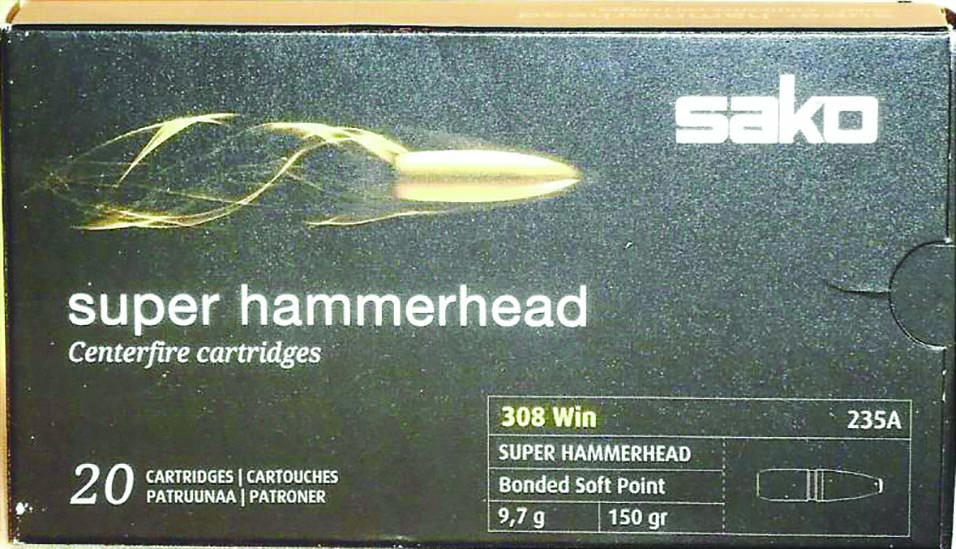 sako
super hammerhead
Centerfire cartridges
308 Win 235A
SUPER HAMMERHEAD
Bonded Soft Point
9,7 g 150 gr
20 CARTRIDGES | CARTOUCHES
PATRUUNAA | PATRONER